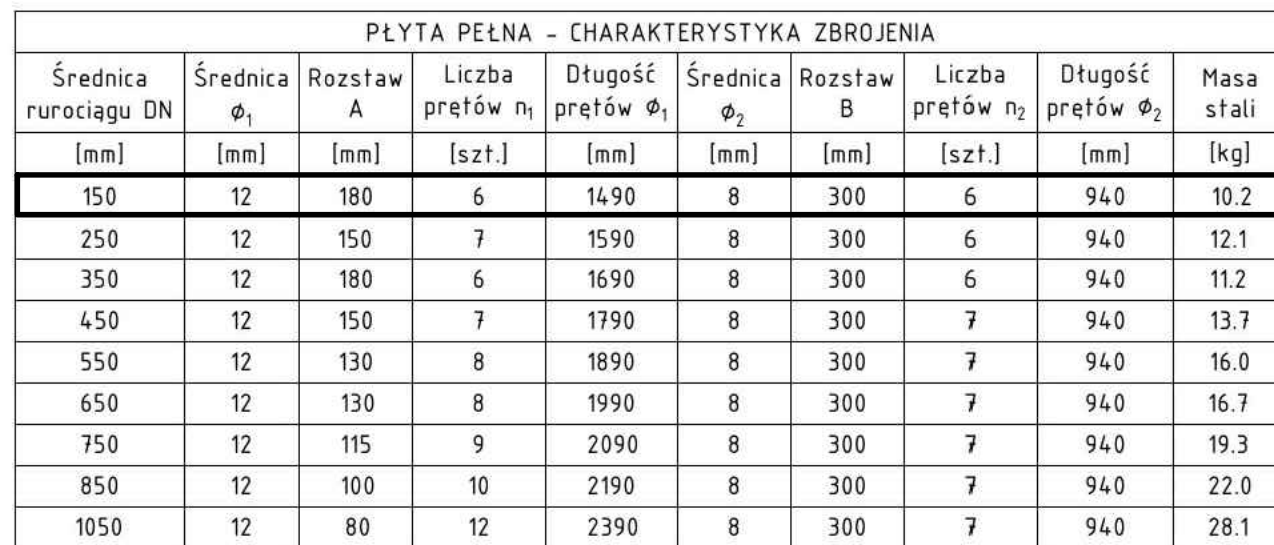 PŁYTA PEŁNA - CHARAKTERYSTYKA ZBROJENIA
Średnica rurociągu DN | Średnica ϕ₁ | Rozstaw A | Liczba prętów n₁ | Długość prętów ϕ₁ | Średnica ϕ₂ | Rozstaw B | Liczba prętów n₂ | Długość prętów ϕ₂ | Masa stali
[mm] | [mm] | [mm] | [szt.] | [mm] | [mm] | [mm] | [szt.] | [mm] | [kg]
150 | 12 | 180 | 6 | 1490 | 8 | 300 | 6 | 940 | 10.2
250 | 12 | 150 | 7 | 1590 | 8 | 300 | 6 | 940 | 12.1
350 | 12 | 180 | 6 | 1690 | 8 | 300 | 6 | 940 | 11.2
450 | 12 | 150 | 7 | 1790 | 8 | 300 | 7 | 940 | 13.7
550 | 12 | 130 | 8 | 1890 | 8 | 300 | 7 | 940 | 16.0
650 | 12 | 130 | 8 | 1990 | 8 | 300 | 7 | 940 | 16.7
750 | 12 | 115 | 9 | 2090 | 8 | 300 | 7 | 940 | 19.3
850 | 12 | 100 | 10 | 2190 | 8 | 300 | 7 | 940 | 22.0
1050 | 12 | 80 | 12 | 2390 | 8 | 300 | 7 | 940 | 28.1